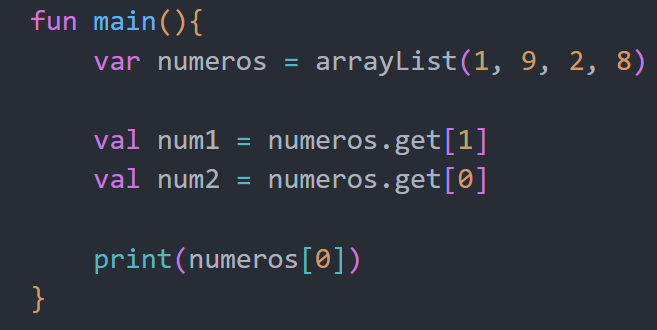 fun main(){
    var numeros = arrayList(1, 9, 2, 8)
    val num1 = numeros.get[1]
    val num2 = numeros.get[0]
    print(numeros[0])
}